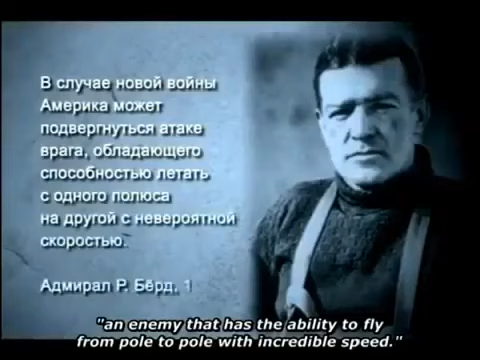 В случае новой войны
Америка может
подвергнуться атаке
врага, обладающего
способностью летать
с одного полюса
на другой с невероятной
скоростью.
Адмирал Р. Бёрд. 1
"an enemy that has the ability to fly
from pole to pole with incredible speed."